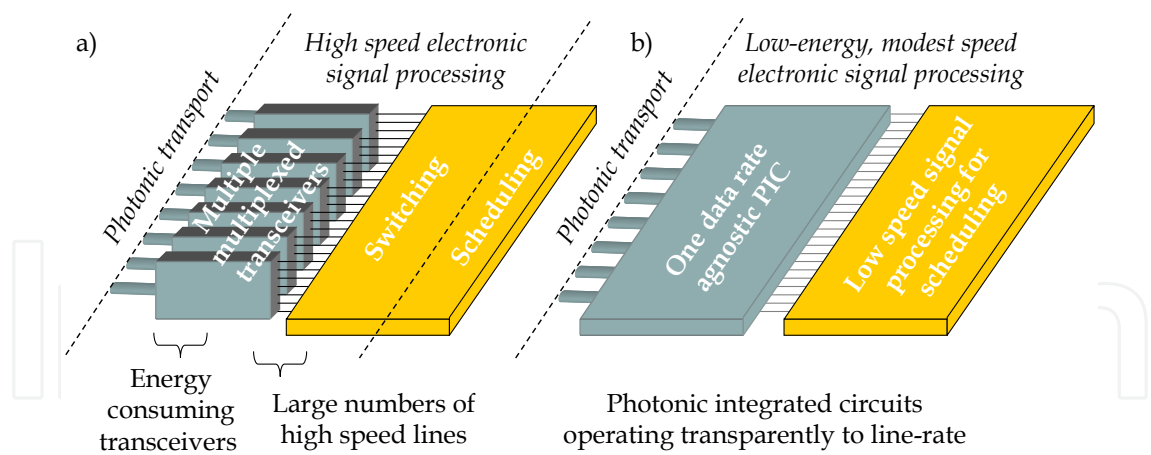 a)
High speed electronic
signal processing
Photonic transport
Multiple
multiplexed
transceivers
Switching
Scheduling
Energy
consuming
transceivers
Large numbers of
high speed lines
b)
Low-energy, modest speed
electronic signal processing
Photonic transport
One data rate
agnostic PIC
Low speed signal
processing for
scheduling
Photonic integrated circuits
operating transparently to line-rate